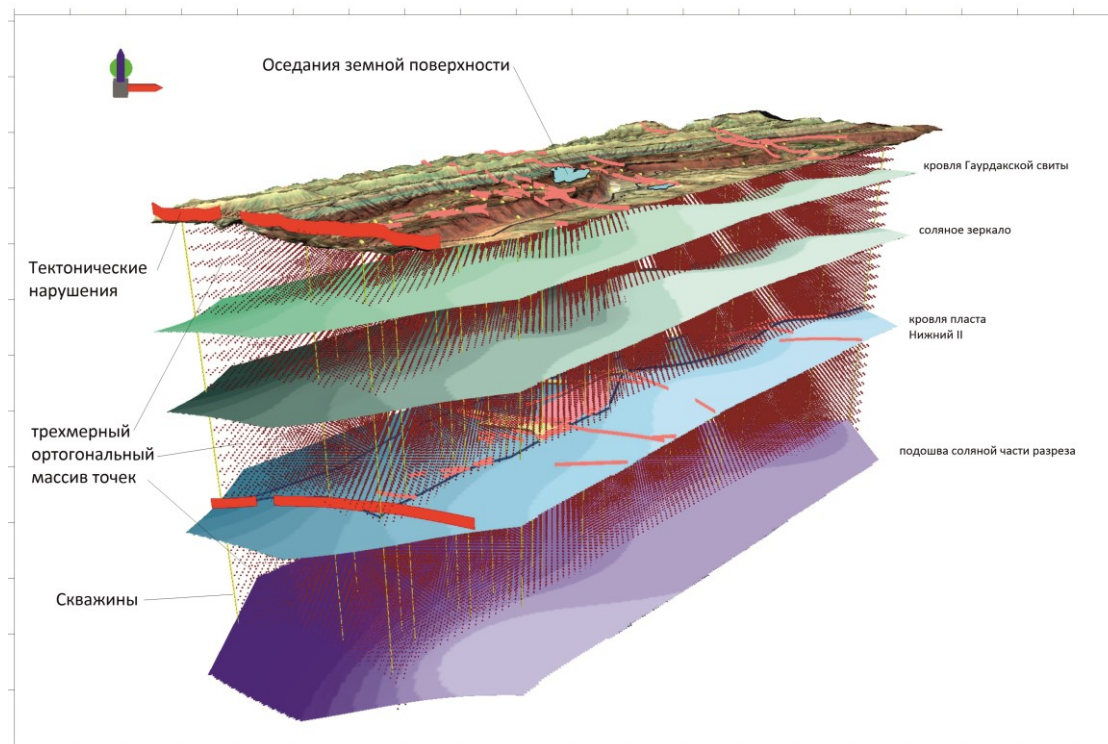 Оседания земной поверхности
кровля Гаурдакской свиты
соляное зеркало
Тектонические
нарушения
кровля пласта
Нижний II
трехмерный
ортогональный
массив точек
подошва соляной части разреза
Скважины